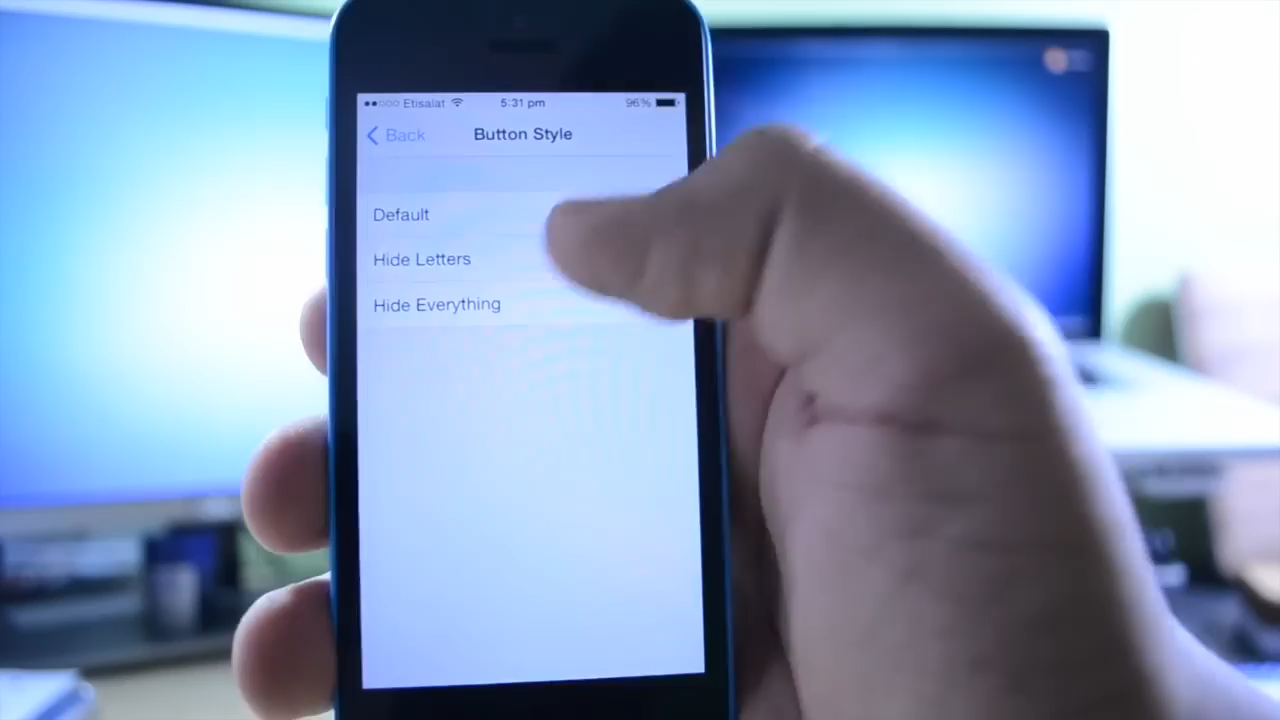 Etisalat 5:31 pm 96%
Back Button Style
Default
Hide Letters
Hide Everything